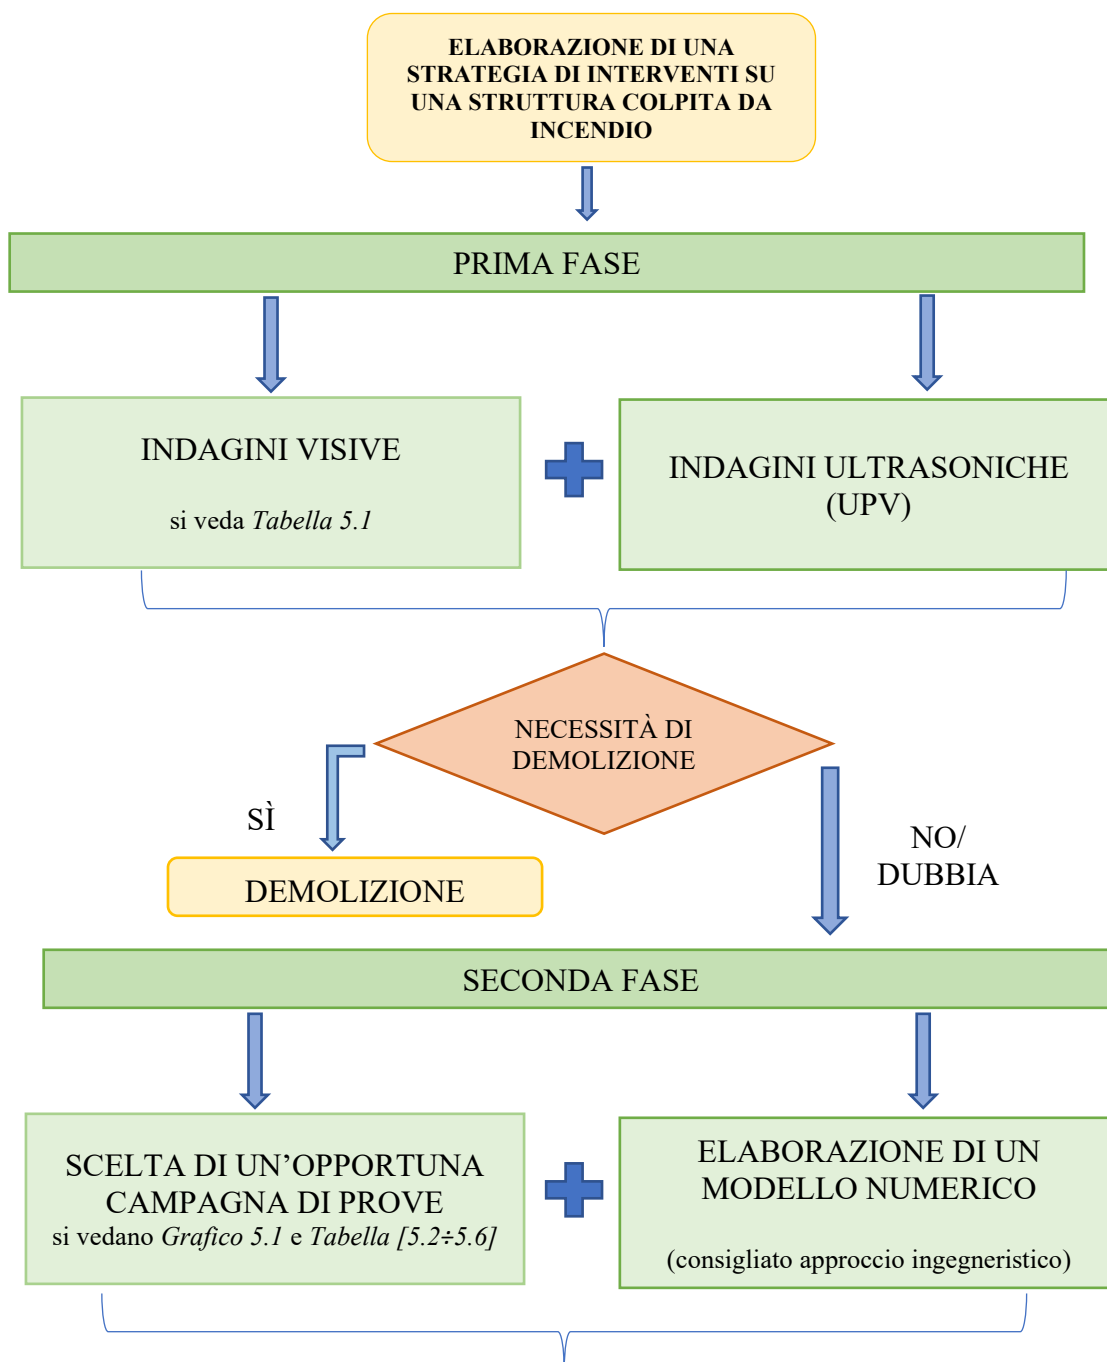 ELABORAZIONE DI UNA
STRATEGIA DI INTERVENTI SU
UNA STRUTTURA COLPITA DA
INCENDIO
PRIMA FASE
INDAGINI VISIVE
si veda Tabella 5.1
INDAGINI ULTRASONICHE
(UPV)
NECESSITÀ DI
DEMOLIZIONE
SÌ
DEMOLIZIONE
NO/
DUBBIA
SECONDA FASE
SCELTA DI UN’OPPORTUNA
CAMPAGNA DI PROVE
si vedano Grafico 5.1 e Tabella [5.2÷5.6]
ELABORAZIONE DI UN
MODELLO NUMERICO
(consigliato approccio ingegneristico)